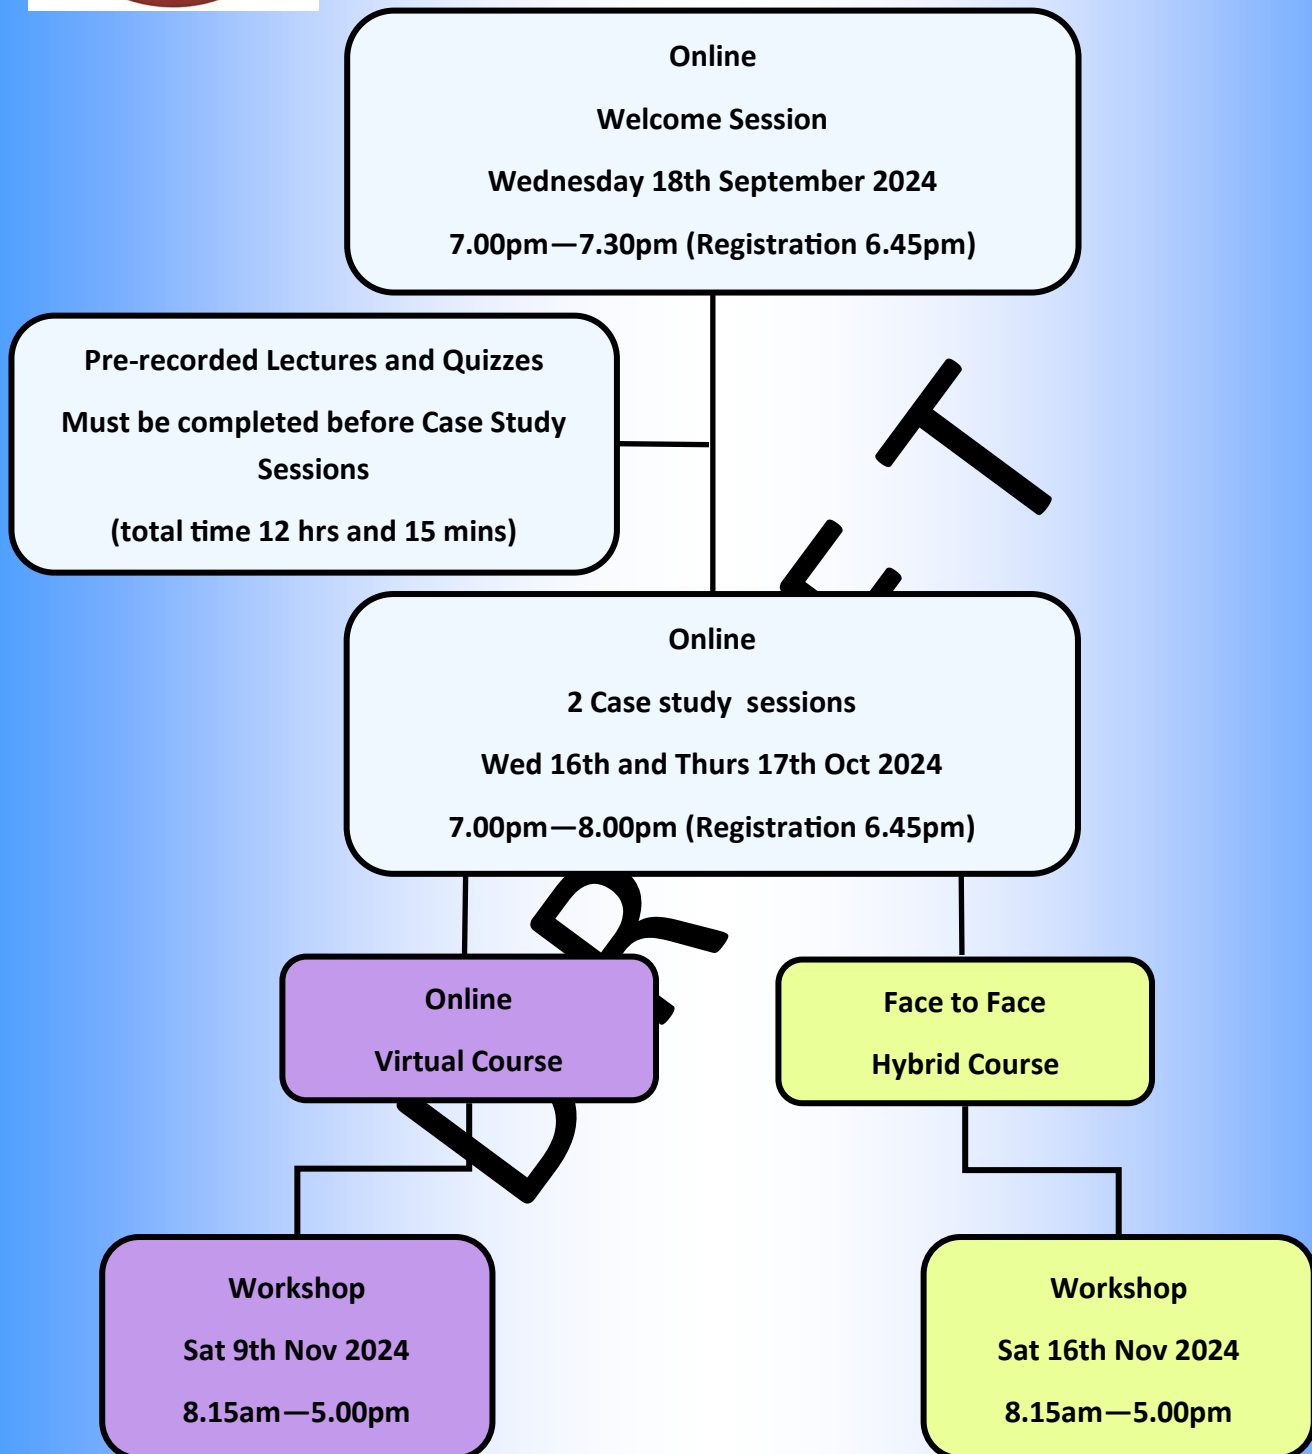 Online
Welcome Session
Wednesday 18th September 2024
7.00pm—7.30pm (Registration 6.45pm)
Pre-recorded Lectures and Quizzes
Must be completed before Case Study
Sessions
(total time 12 hrs and 15 mins)
Online
2 Case study  sessions
Wed 16th and Thurs 17th Oct 2024
7.00pm—8.00pm (Registration 6.45pm)
Online
Virtual Course
Face to Face
Hybrid Course
Workshop
Sat 9th Nov 2024
8.15am—5.00pm
Workshop
Sat 16th Nov 2024
8.15am—5.00pm
DRAFT